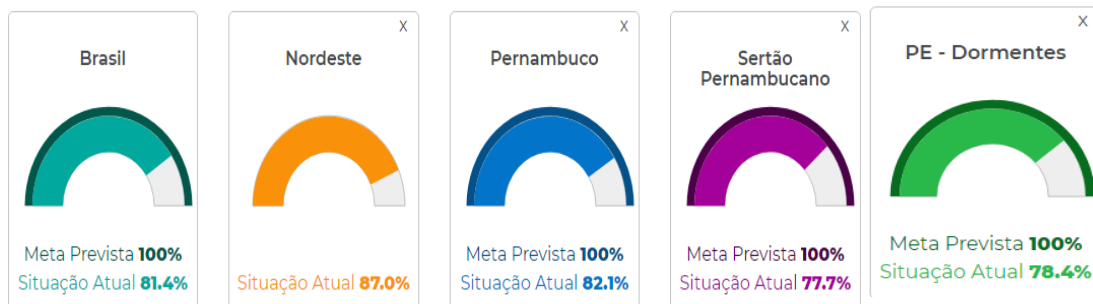 Brasil
Meta Prevista 100%
Situação Atual 81.4%
X
Nordeste
Situação Atual 87.0%
X
Pernambuco
Meta Prevista 100%
Situação Atual 82.1%
X
Sertão
Pernambucano
Meta Prevista 100%
Situação Atual 77.7%
X
PE - Dormentes
Meta Prevista 100%
Situação Atual 78.4%